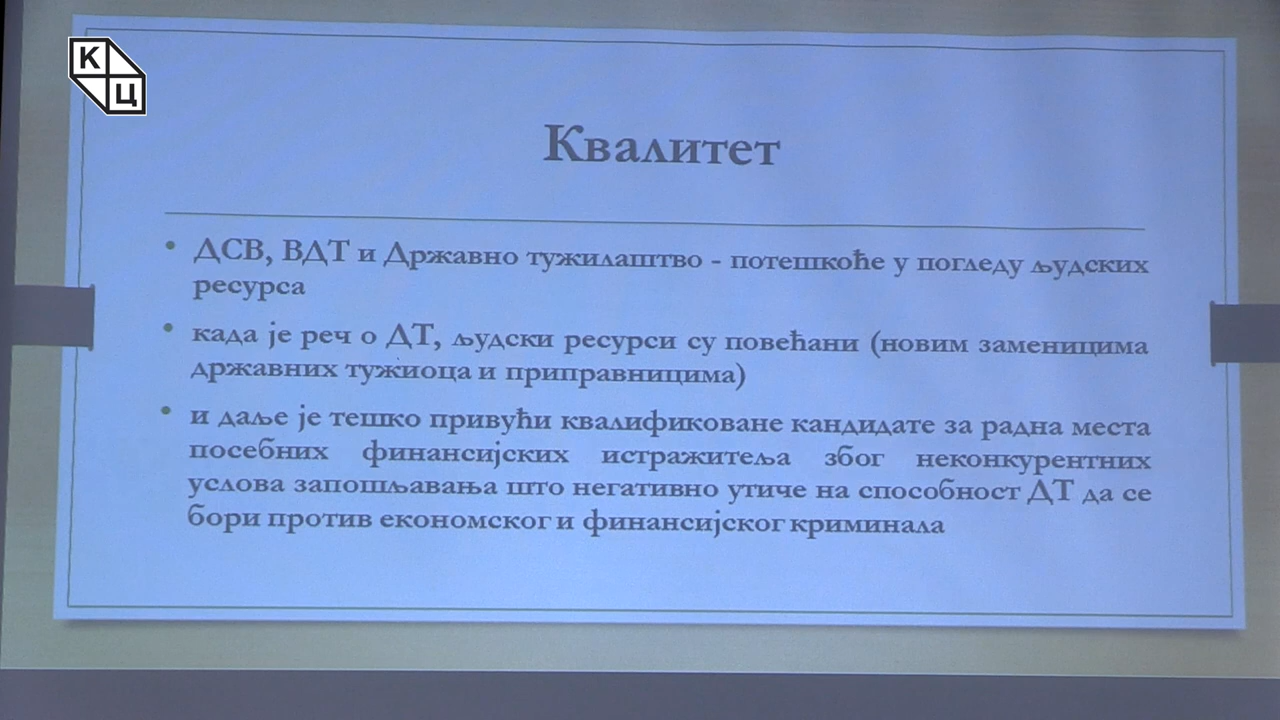 К
Ц
Квалитет
• ДСВ, ВДТ и Државно тужилаштво - потешкоће у погледу људских
ресурса
• када је реч о ДТ, људски ресурси су повећани (новим заменицима
државних тужиоца и приправницима)
• и даље је тешко привући квалификоване кандидате за радна места
посебних финансијских истражитеља због неконкурентних
услова запошљавања што негативно утиче на способност ДТ да се
бори против економског и финансијског криминала